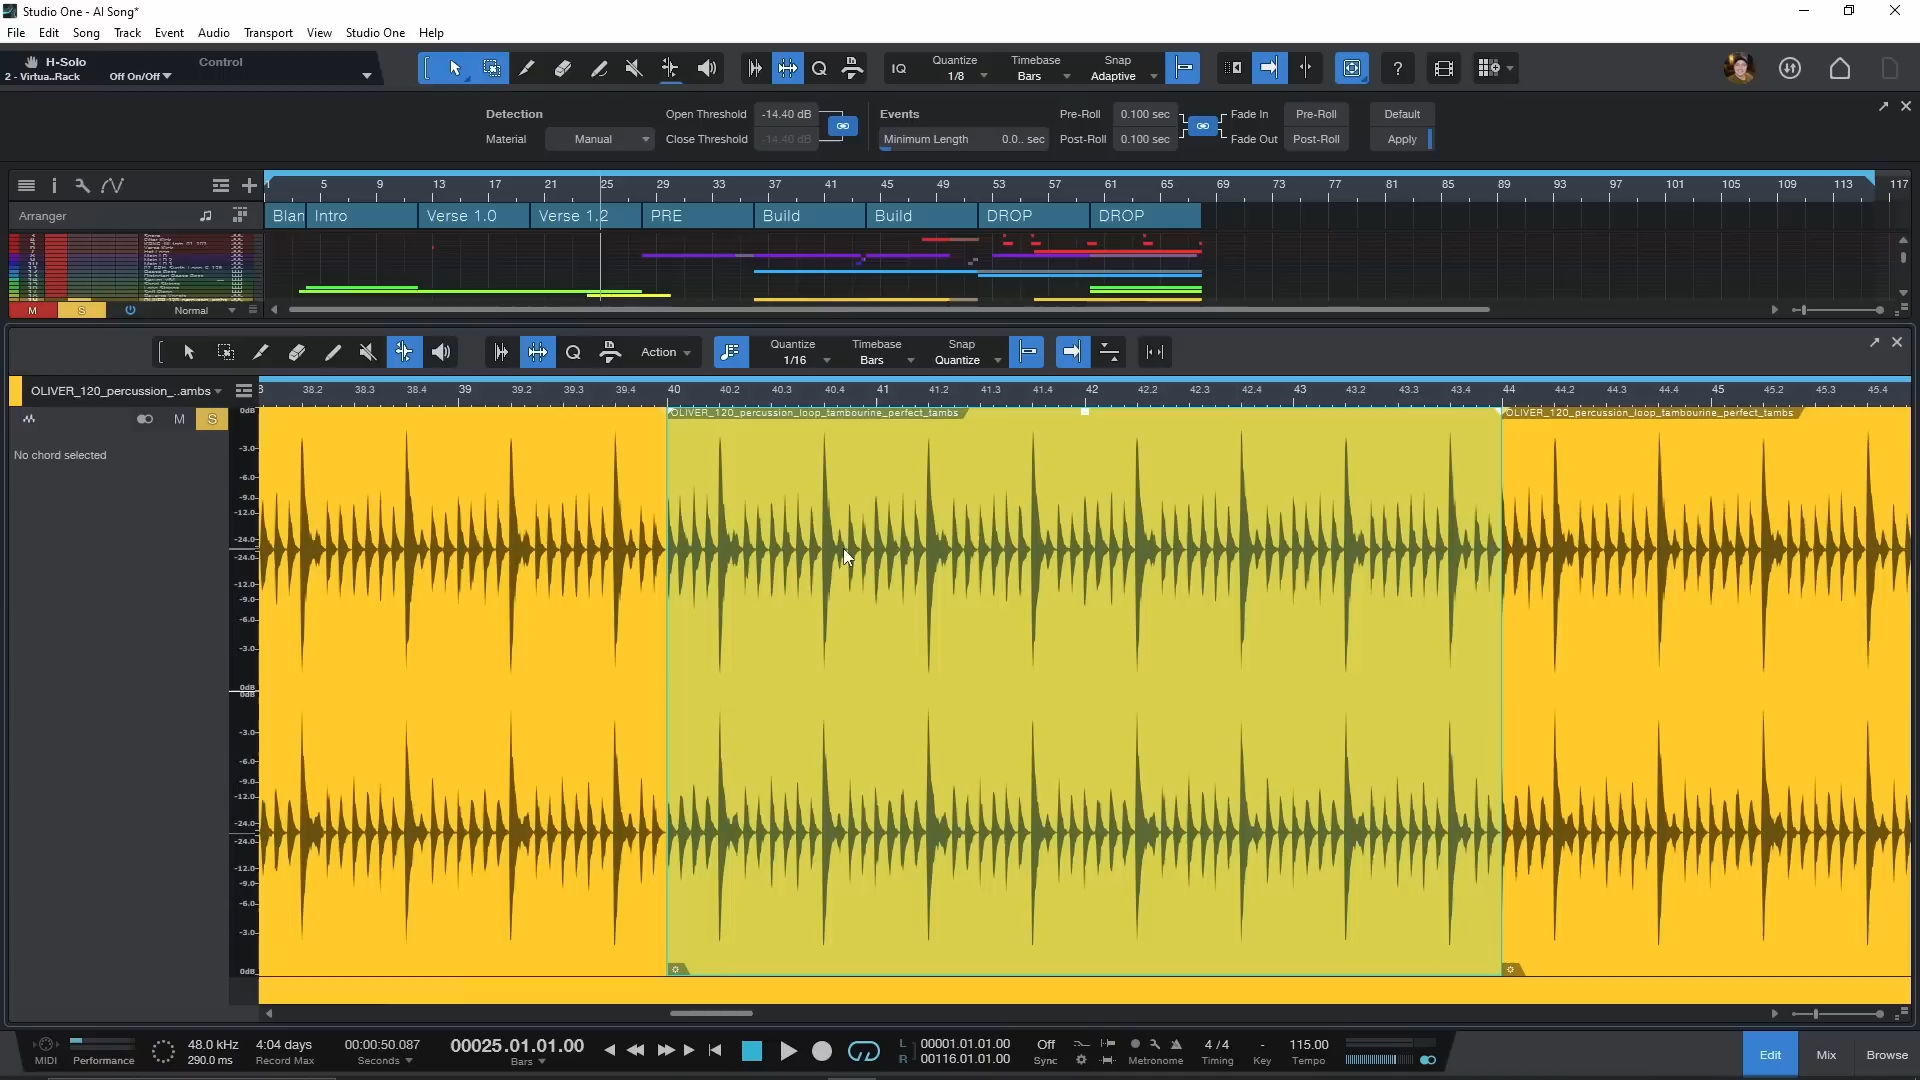 Studio One - AI Song*
File Edit Song Track Event Audio Transport View Studio One Help
H-Solo
2 - Virtua..Rack Off On/Off
Control
IQ
Quantize
1/8
Timebase
Bars
Snap
Adaptive
?
Detection
Material Manual
Open Threshold -14.40 dB
Close Threshold -14.40 dB
Events
Minimum Length 0.0.. sec
Pre-Roll 0.100 sec
Post-Roll 0.100 sec
Fade In Pre-Roll
Fade Out Post-Roll
Default
Apply
1 5 9 13 17 21 25 29 33 37 41 45 49 53 57 61 65 69 73 77 81 85 89 93 97 101 105 109 113 117
Arranger
Blan Intro Verse 1.0 Verse 1.2 PRE Build Build DROP DROP
M S Normal
Action
Quantize
1/16
Timebase
Bars
Snap
Quantize
OLIVER_120_percussion_..ambs
38.2 38.3 38.4 39 39.2 39.3 39.4 40 40.2 40.3 40.4 41 41.2 41.3 41.4 42 42.2 42.3 42.4 43 43.2 43.3 43.4 44 44.2 44.3 44.4 45 45.2 45.3 45.4
M S
No chord selected
OLIVER_120_percussion_loop_tambourine_perfect_tambs
OLIVER_120_percussion_loop_tambourine_perfect_tambs
0dB
-3.0
-6.0
-9.0
-12.0
-24.0
-24.0
-12.0
-9.0
-6.0
-3.0
0dB
0dB
-3.0
-6.0
-9.0
-12.0
-24.0
-24.0
-12.0
-9.0
-6.0
-3.0
0dB
MIDI
Performance
48.0 kHz
290.0 ms
4:04 days
Record Max
00:00:50.087
Seconds
00025.01.01.00
Bars
L 00001.01.01.00
R 00116.01.01.00
Off
Sync
Metronome
4 / 4
Timing
-
Key
115.00
Tempo
Edit
Mix
Browse